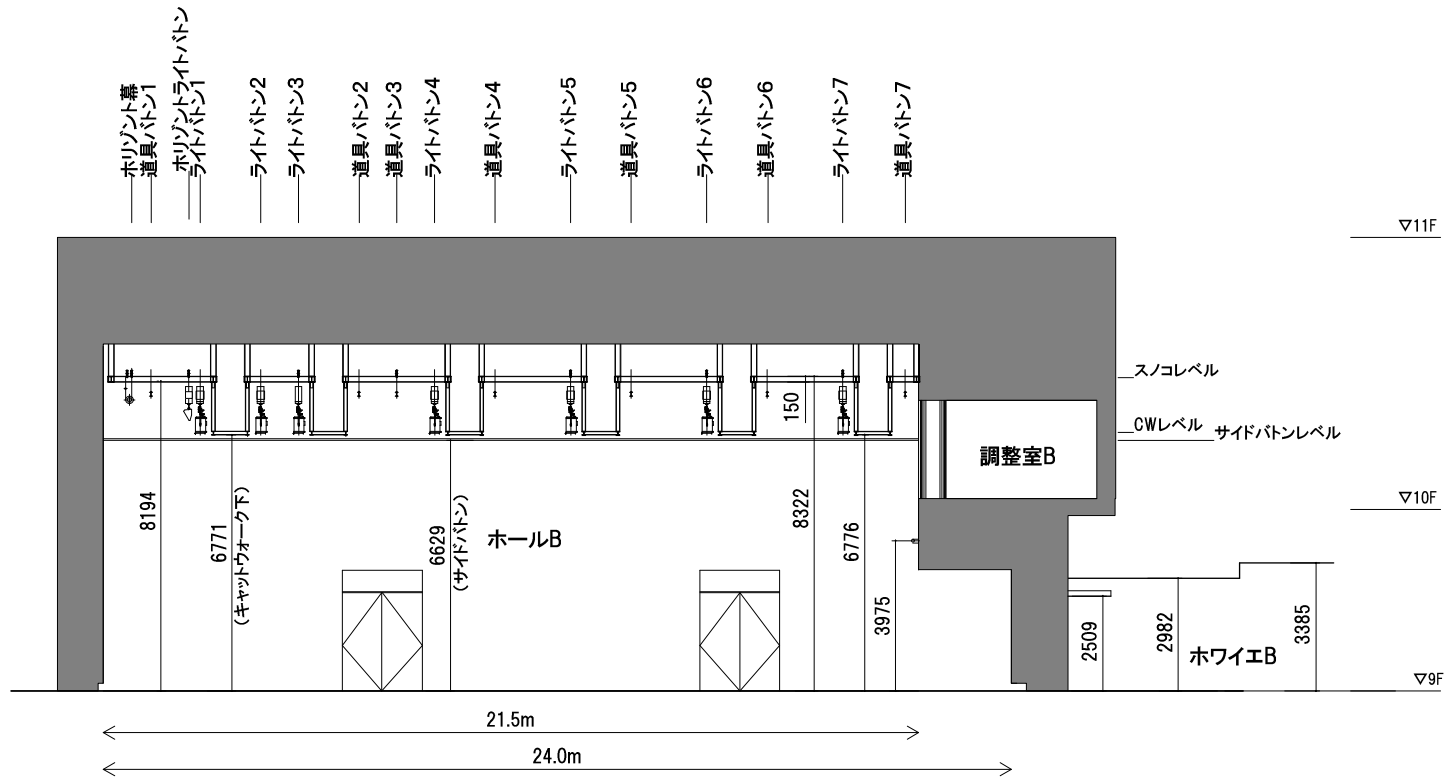 ホリゾント幕
道具バトン1
ホリゾントライトバトン
ライトバトン1
ライトバトン2
ライトバトン3
道具バトン2
道具バトン3
ライトバトン4
道具バトン4
ライトバトン5
道具バトン5
ライトバトン6
道具バトン6
ライトバトン7
道具バトン7
▽11F
スノコレベル
CWレベル
サイドバトンレベル
150
調整室B
▽10F
8194
6771
(キャットウォーク下)
6629
(サイドバトン)
ホールB
8322
6776
3975
2509
2982
ホワイエB
3385
▽9F
21.5m
24.0m